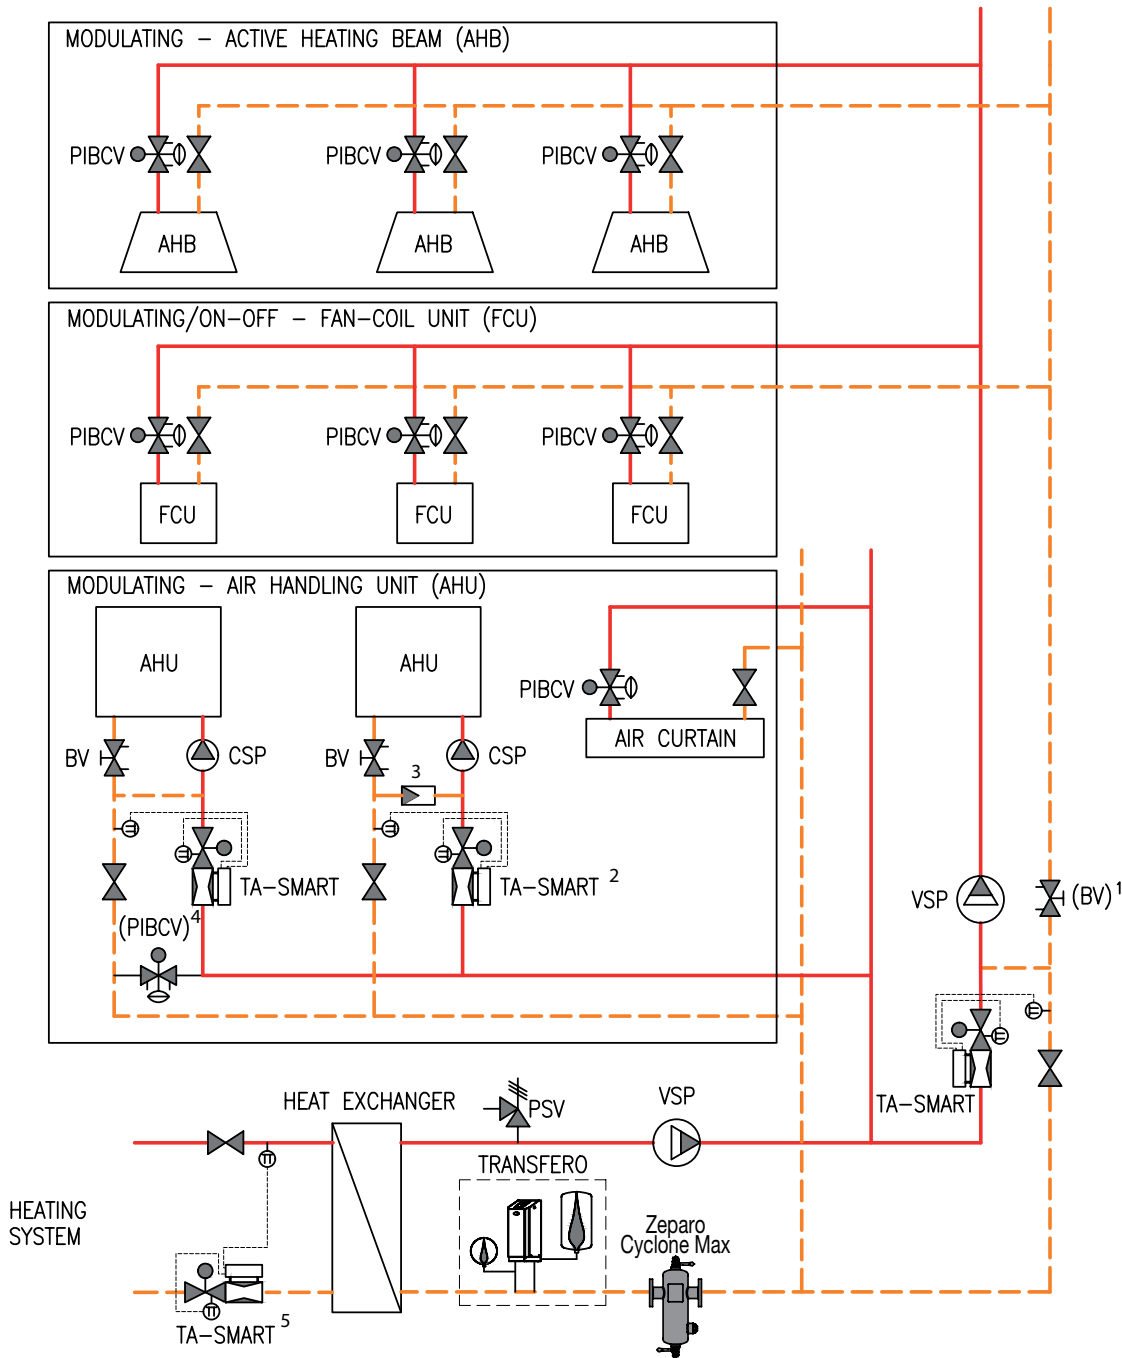 MODULATING – ACTIVE HEATING BEAM (AHB)
PIBCV
PIBCV
PIBCV
AHB
AHB
AHB
MODULATING/ON-OFF – FAN-COIL UNIT (FCU)
PIBCV
PIBCV
PIBCV
FCU
FCU
FCU
MODULATING – AIR HANDLING UNIT (AHU)
AHU
AHU
PIBCV
AIR CURTAIN
BV
CSP
BV
CSP
3
TA-SMART
TA-SMART 2
(PIBCV) 4
VSP
(BV) 1
TA-SMART
HEAT EXCHANGER
PSV
VSP
TRANSFERO
HEATING
SYSTEM
Zeparo
Cyclone Max
TA-SMART 5